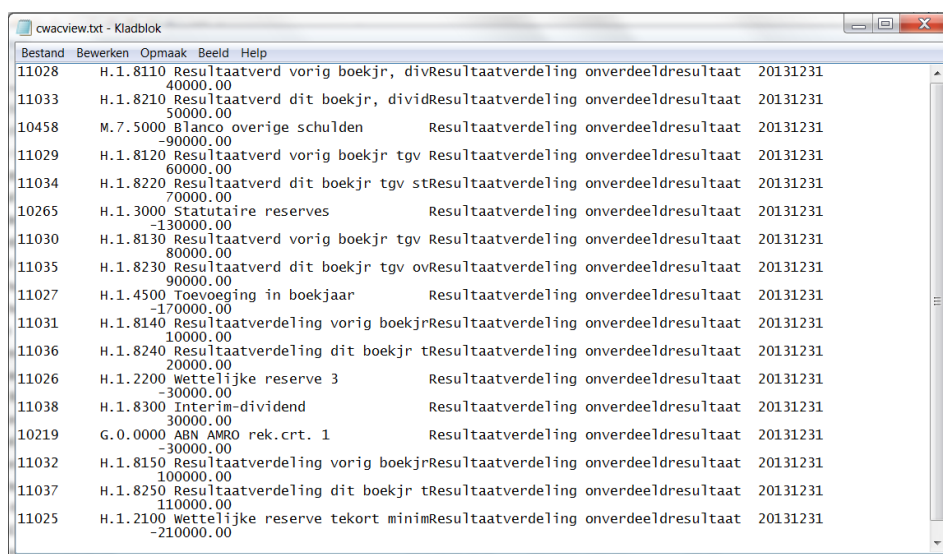 cwacview.txt - Kladblok
Bestand Bewerken Opmaak Beeld Help
11028 H.1.8110 Resultaatverd vorig boekjr, divResultaatverdeling onverdeeldresultaat 20131231
40000.00
11033 H.1.8210 Resultaatverd dit boekjr, dividResultaatverdeling onverdeeldresultaat 20131231
50000.00
10458 M.7.5000 Blanco overige schulden Resultaatverdeling onverdeeldresultaat 20131231
-90000.00
11029 H.1.8120 Resultaatverd vorig boekjr tgv Resultaatverdeling onverdeeldresultaat 20131231
60000.00
11034 H.1.8220 Resultaatverd dit boekjr tgv stResultaatverdeling onverdeeldresultaat 20131231
70000.00
10265 H.1.3000 Statutaire reserves Resultaatverdeling onverdeeldresultaat 20131231
-130000.00
11030 H.1.8130 Resultaatverd vorig boekjr tgv Resultaatverdeling onverdeeldresultaat 20131231
80000.00
11035 H.1.8230 Resultaatverd dit boekjr tgv ovResultaatverdeling onverdeeldresultaat 20131231
90000.00
11027 H.1.4500 Toevoeging in boekjaar Resultaatverdeling onverdeeldresultaat 20131231
-170000.00
11031 H.1.8140 Resultaatverdeling vorig boekjrResultaatverdeling onverdeeldresultaat 20131231
10000.00
11036 H.1.8240 Resultaatverdeling dit boekjr tResultaatverdeling onverdeeldresultaat 20131231
20000.00
11026 H.1.2200 Wettelijke reserve 3 Resultaatverdeling onverdeeldresultaat 20131231
-30000.00
11038 H.1.8300 Interim-dividend Resultaatverdeling onverdeeldresultaat 20131231
30000.00
10219 G.0.0000 ABN AMRO rek.crt. 1 Resultaatverdeling onverdeeldresultaat 20131231
-30000.00
11032 H.1.8150 Resultaatverdeling vorig boekjrResultaatverdeling onverdeeldresultaat 20131231
100000.00
11037 H.1.8250 Resultaatverdeling dit boekjr tResultaatverdeling onverdeeldresultaat 20131231
110000.00
11025 H.1.2100 Wettelijke reserve tekort minimResultaatverdeling onverdeeldresultaat 20131231
-210000.00